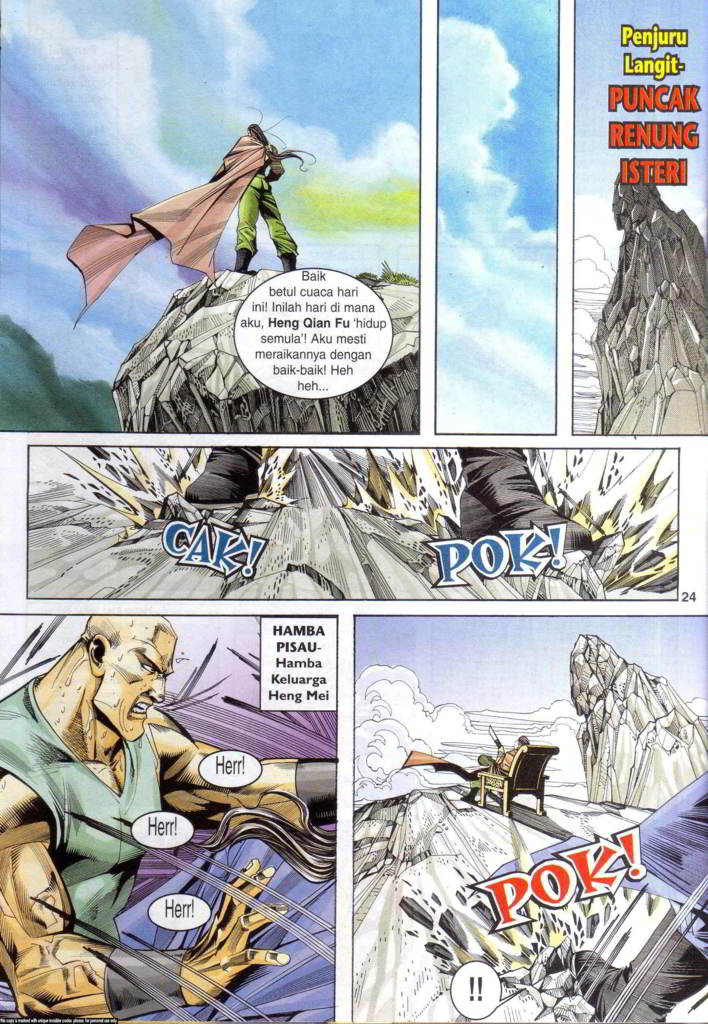 Penjuru
Langit-
PUNCAK
RENUNG
ISTERI
Baik
betul cuaca hari
ini! Inilah hari di mana
aku, Heng Qian Fu 'hidup
semula'! Aku mesti
meraikannya dengan
baik-baik! Heh
heh...
CAK!
POK!
24
HAMBA
PISAU-
Hamba
Keluarga
Heng Mei
Herr!
Herr!
Herr!
POK!
!!